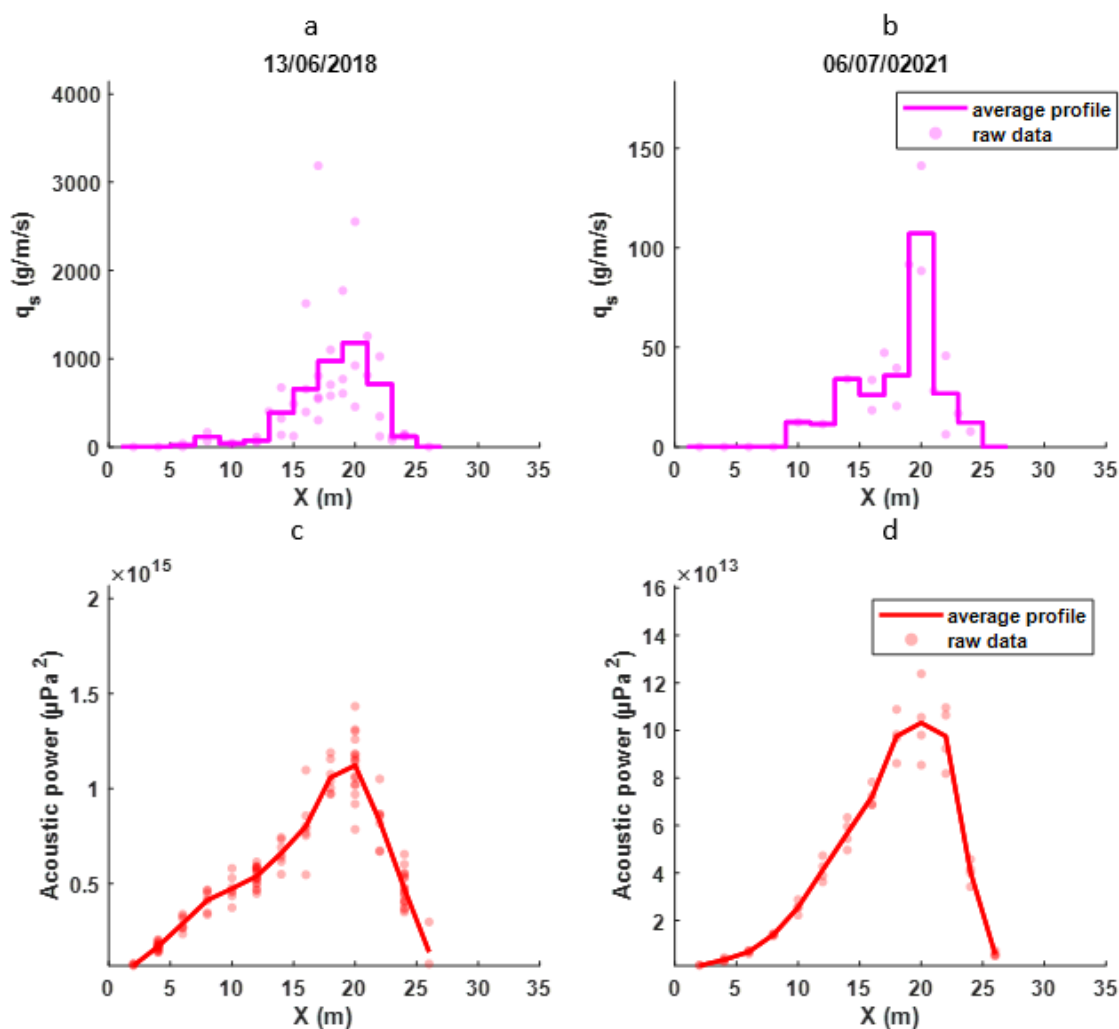 a
13/06/2018
4000
3000
2000
1000
0
q_s (g/m/s)
0 5 10 15 20 25 30 35
X (m)
b
06/07/02021
average profile
raw data
150
100
50
0
q_s (g/m/s)
0 5 10 15 20 25 30 35
X (m)
c
×10^15
2
1.5
1
0.5
Acoustic power (µPa²)
0 5 10 15 20 25 30 35
X (m)
d
×10^13
average profile
raw data
16
14
12
10
8
6
4
2
Acoustic power (µPa²)
0 5 10 15 20 25 30 35
X (m)